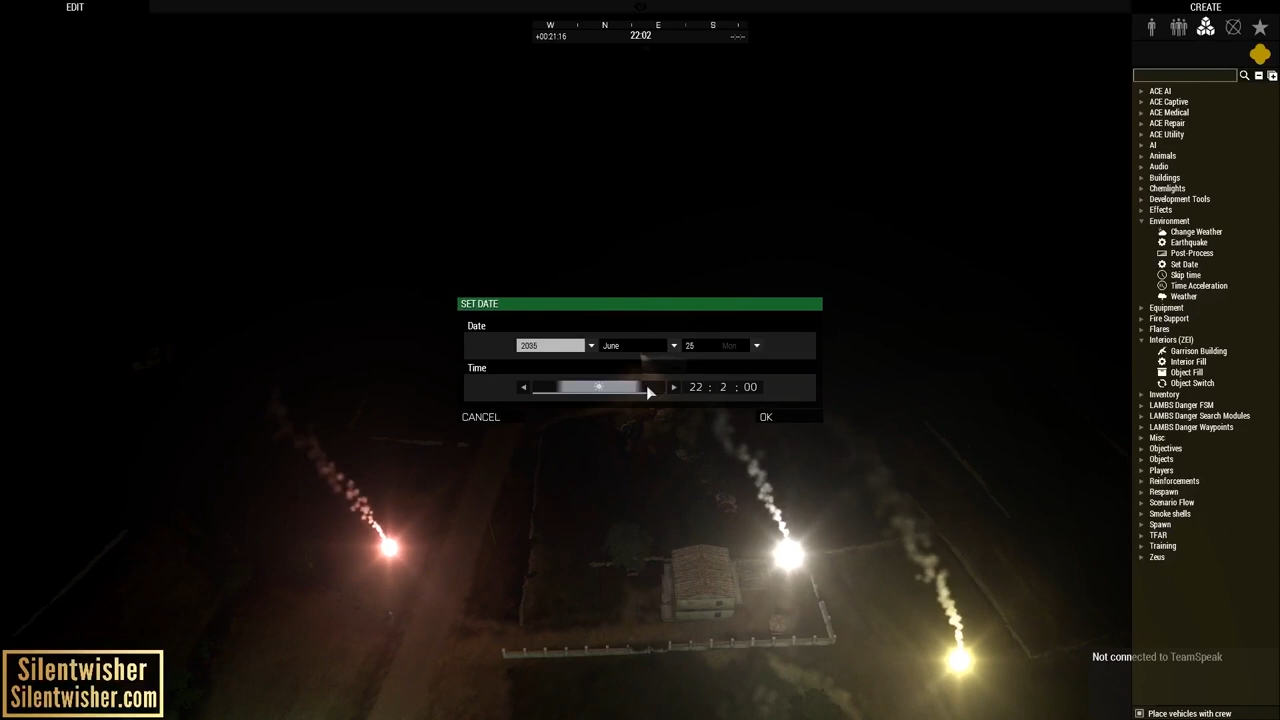 EDIT
CREATE
W N E S
+00:21:16 22:02 --:--
ACE AI
ACE Captive
ACE Medical
ACE Repair
ACE Utility
AI
Animals
Audio
Buildings
Chemlights
Development Tools
Effects
Environment
Change Weather
Earthquake
Post-Process
Set Date
Skip time
Time Acceleration
Weather
Equipment
Fire Support
Flares
Interiors (ZEI)
Garrison Building
Interior Fill
Object Fill
Object Switch
Inventory
LAMBS Danger FSM
LAMBS Danger Search Modules
LAMBS Danger Waypoints
Misc
Objectives
Objects
Players
Reinforcements
Respawn
Scenario Flow
Smoke shells
Spawn
TFAR
Training
Zeus
SET DATE
Date
2035 June 25 Mon
Time
22 : 2 : 00
CANCEL OK
Not connected to TeamSpeak
Place vehicles with crew
Silentwisher
Silentwisher.com